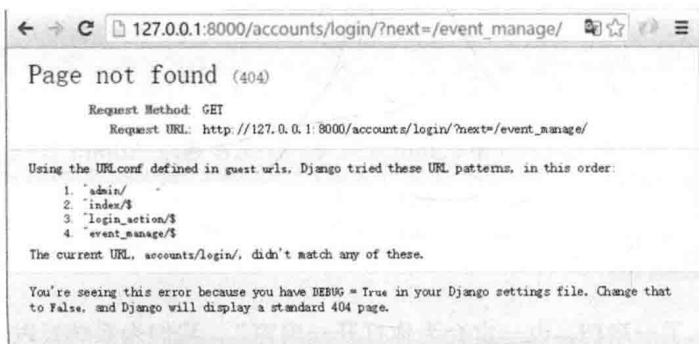 127.0.0.1:8000/accounts/login/?next=/event_manage/
Page not found (404)
Request Method: GET
Request URL: http://127.0.0.1:8000/accounts/login/?next=/event_manage/
Using the URLconf defined in guest.urls, Django tried these URL patterns, in this order:
1. ^admin/
2. ^index/$
3. ^login_action/$
4. ^event_manage/$
The current URL, accounts/login/, didn't match any of these.
You're seeing this error because you have DEBUG = True in your Django settings file. Change that
to False, and Django will display a standard 404 page.